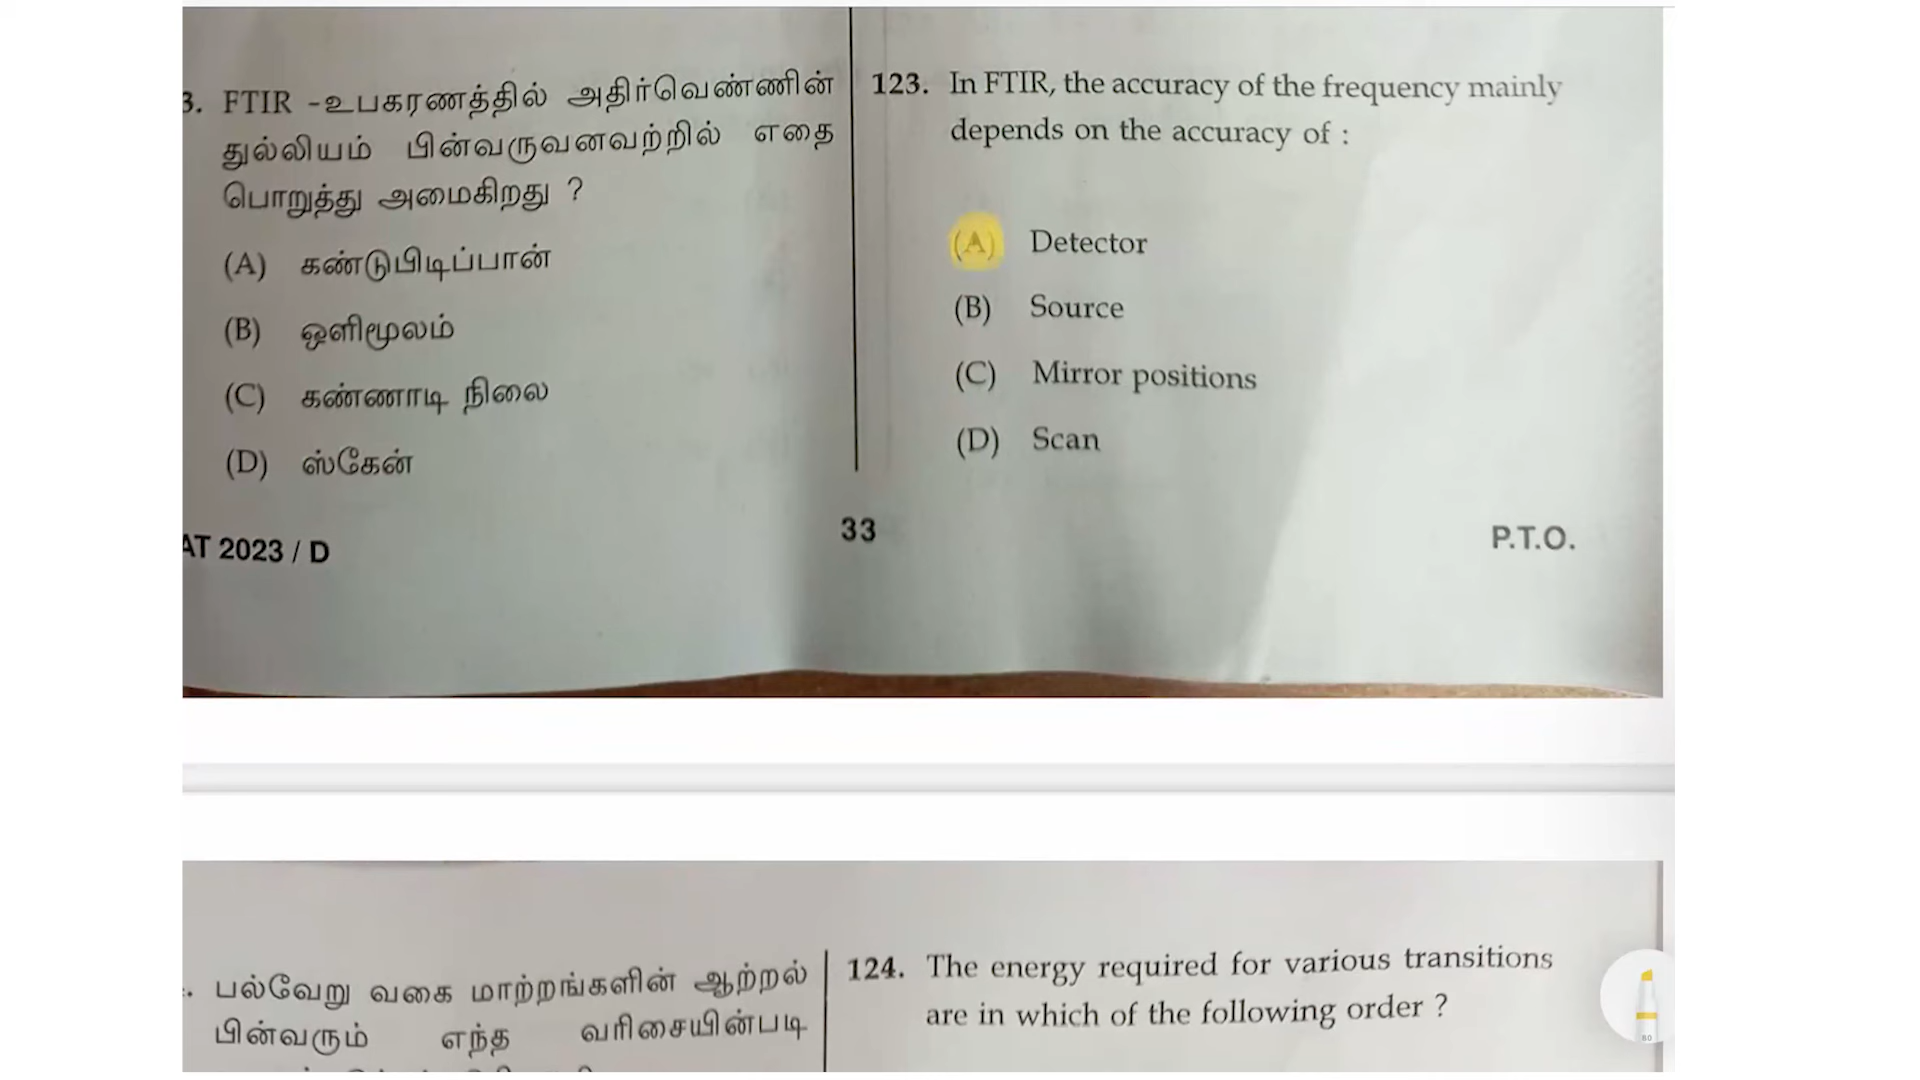 3. FTIR -உபகரணத்தில் அதிர்வெண்ணின்
துல்லியம் பின்வருவனவற்றில் எதை
பொறுத்து அமைகிறது ?
(A) கண்டுபிடிப்பான்
(B) ஒளிமூலம்
(C) கண்ணாடி நிலை
(D) ஸ்கேன்
123. In FTIR, the accuracy of the frequency mainly
depends on the accuracy of :
(A) Detector
(B) Source
(C) Mirror positions
(D) Scan
AT 2023 / D
33
P.T.O.
பல்வேறு வகை மாற்றங்களின் ஆற்றல்
பின்வரும் எந்த வரிசையின்படி
124. The energy required for various transitions
are in which of the following order ?
80